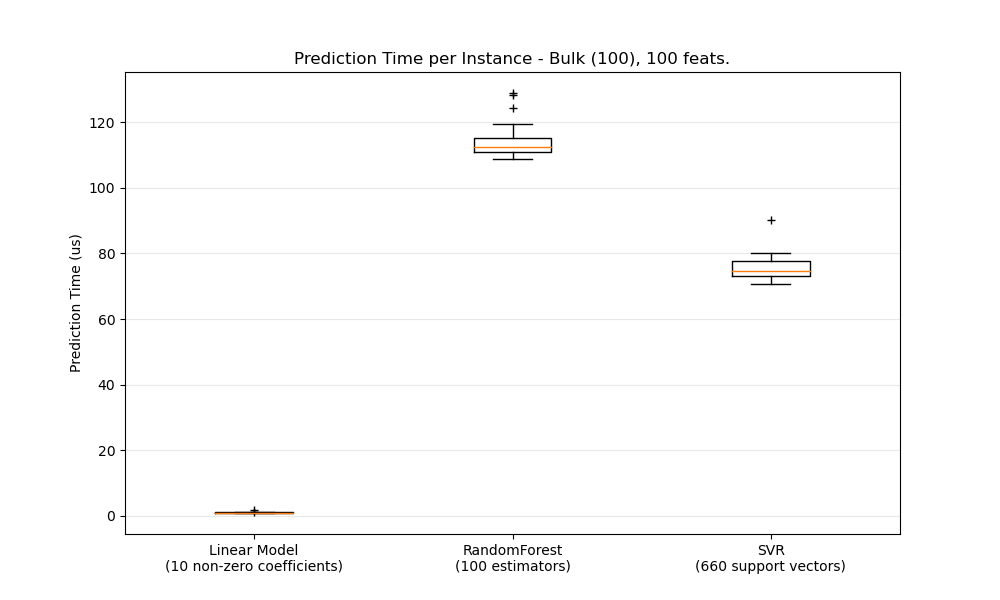 Prediction Time per Instance - Bulk (100), 100 feats.
Prediction Time (us)
120
100
80
60
40
20
0
Linear Model
(10 non-zero coefficients)
RandomForest
(100 estimators)
SVR
(660 support vectors)